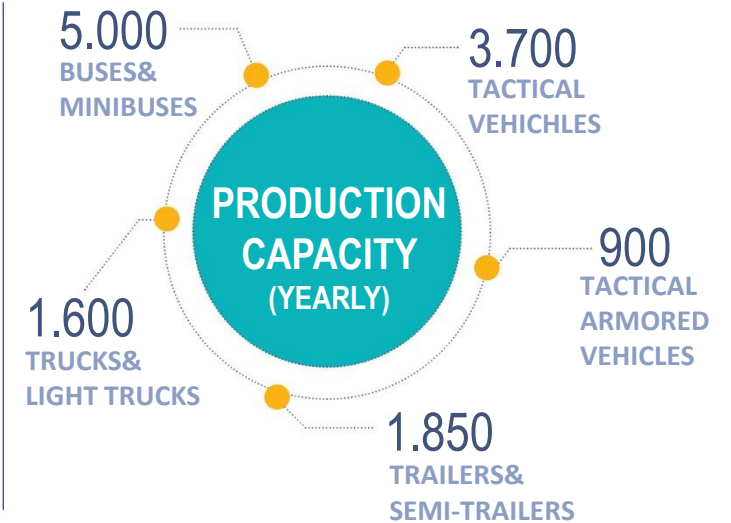 5.000
BUSES&
MINIBUSES
3.700
TACTICAL
VEHICHLES
PRODUCTION
CAPACITY
(YEARLY)
900
TACTICAL
ARMORED
VEHICLES
1.600
TRUCKS&
LIGHT TRUCKS
1.850
TRAILERS&
SEMI-TRAILERS